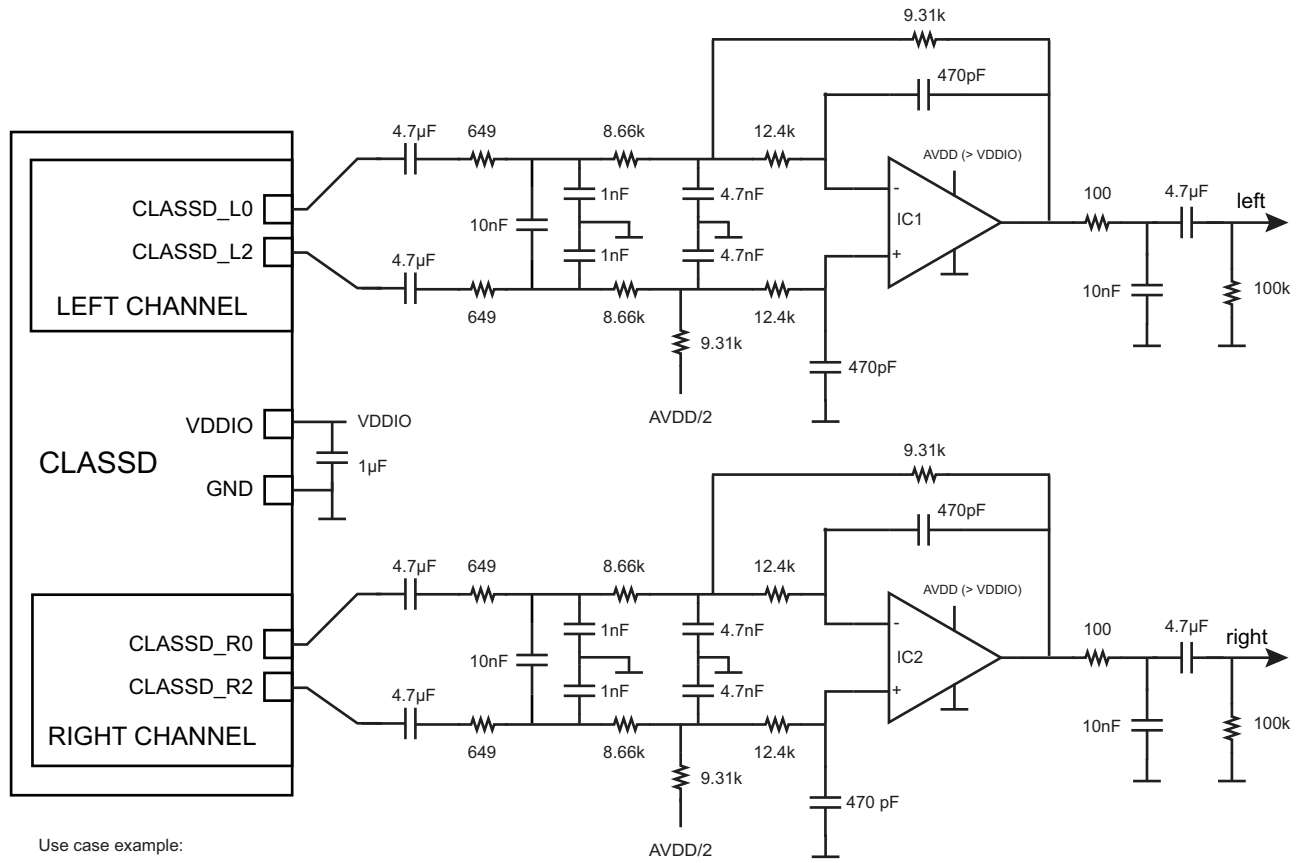 9.31k
470pF
4.7µF
649
8.66k
12.4k
AVDD (> VDDIO)
CLASSD_L0
1nF
4.7nF
-
100
4.7µF
left
10nF
IC1
CLASSD_L2
1nF
4.7nF
+
4.7µF
10nF
100k
LEFT CHANNEL
649
8.66k
12.4k
9.31k
470pF
AVDD/2
VDDIO
VDDIO
CLASSD
1µF
GND
9.31k
470pF
4.7µF
649
8.66k
12.4k
AVDD (> VDDIO)
CLASSD_R0
1nF
4.7nF
-
100
4.7µF
right
10nF
IC2
CLASSD_R2
1nF
4.7nF
+
4.7µF
10nF
100k
RIGHT CHANNEL
649
8.66k
12.4k
9.31k
470 pF
AVDD/2
Use case example: